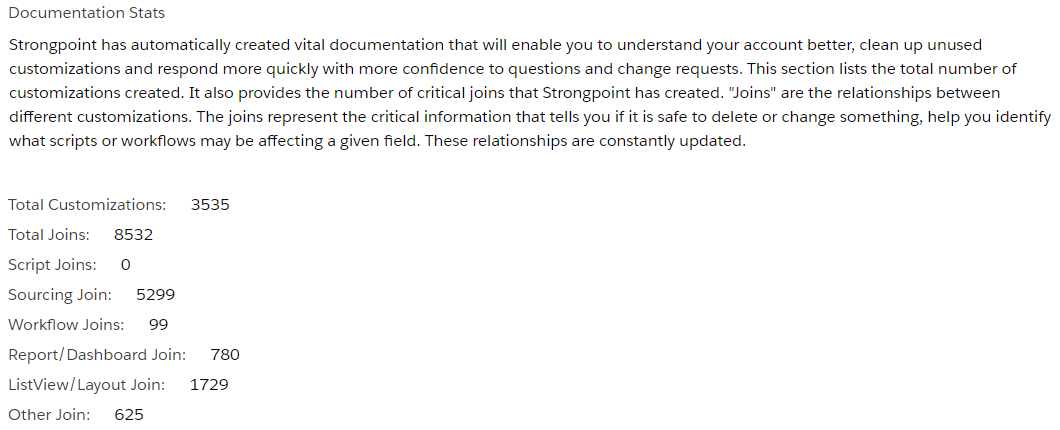 Documentation Stats
Strongpoint has automatically created vital documentation that will enable you to understand your account better, clean up unused
customizations and respond more quickly with more confidence to questions and change requests. This section lists the total number of
customizations created. It also provides the number of critical joins that Strongpoint has created. "Joins" are the relationships between
different customizations. The joins represent the critical information that tells you if it is safe to delete or change something, help you identify
what scripts or workflows may be affecting a given field. These relationships are constantly updated.
Total Customizations: 3535
Total Joins: 8532
Script Joins: 0
Sourcing Join: 5299
Workflow Joins: 99
Report/Dashboard Join: 780
ListView/Layout Join: 1729
Other Join: 625